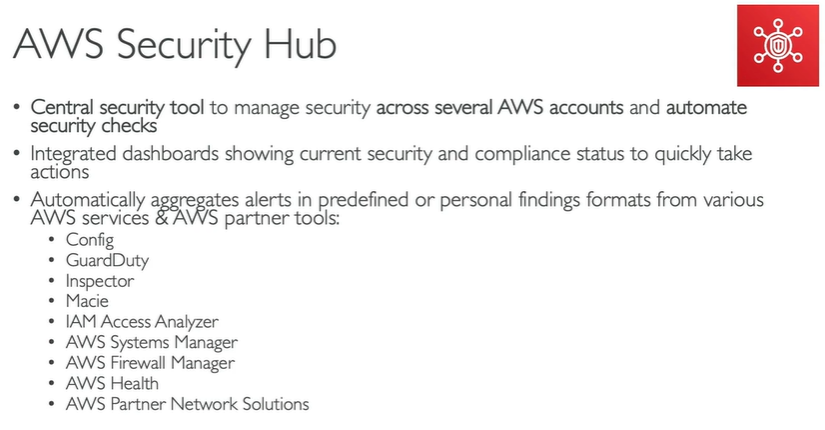 AWS Security Hub
• Central security tool to manage security across several AWS accounts and automate
security checks
• Integrated dashboards showing current security and compliance status to quickly take
actions
• Automatically aggregates alerts in predefined or personal findings formats from various
AWS services & AWS partner tools:
• Config
• GuardDuty
• Inspector
• Macie
• IAM Access Analyzer
• AWS Systems Manager
• AWS Firewall Manager
• AWS Health
• AWS Partner Network Solutions